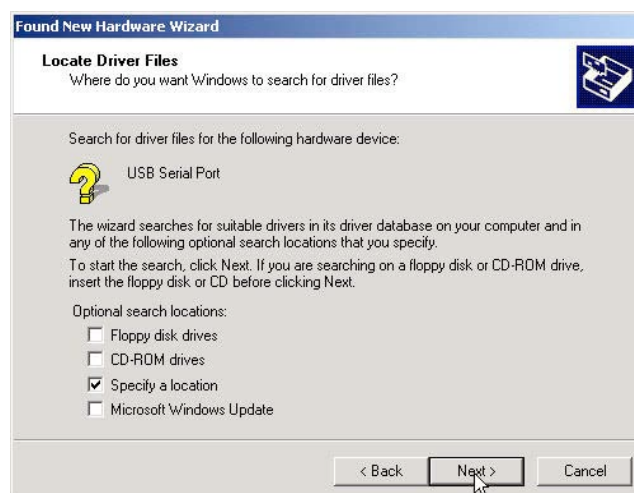 Found New Hardware Wizard
Locate Driver Files
Where do you want Windows to search for driver files?
Search for driver files for the following hardware device:
USB Serial Port
The wizard searches for suitable drivers in its driver database on your computer and in
any of the following optional search locations that you specify.
To start the search, click Next. If you are searching on a floppy disk or CD-ROM drive,
insert the floppy disk or CD before clicking Next.
Optional search locations:
Floppy disk drives
CD-ROM drives
Specify a location
Microsoft Windows Update
< Back
Next >
Cancel